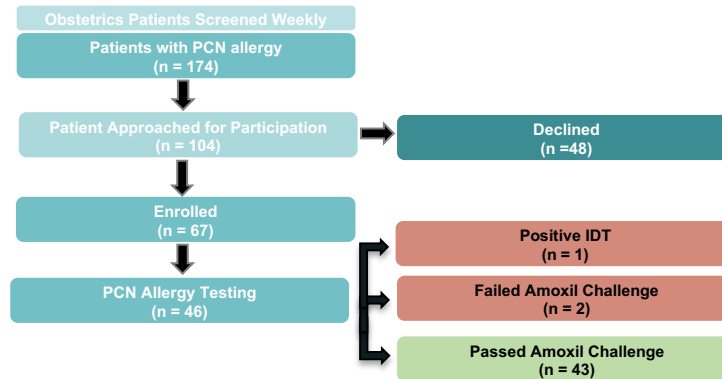 Obstetrics Patients Screened Weekly
Patients with PCN allergy
(n = 174)
Patient Approached for Participation
(n = 104)
Declined
(n =48)
Enrolled
(n = 67)
Positive IDT
(n = 1)
PCN Allergy Testing
(n = 46)
Failed Amoxil Challenge
(n = 2)
Passed Amoxil Challenge
(n = 43)